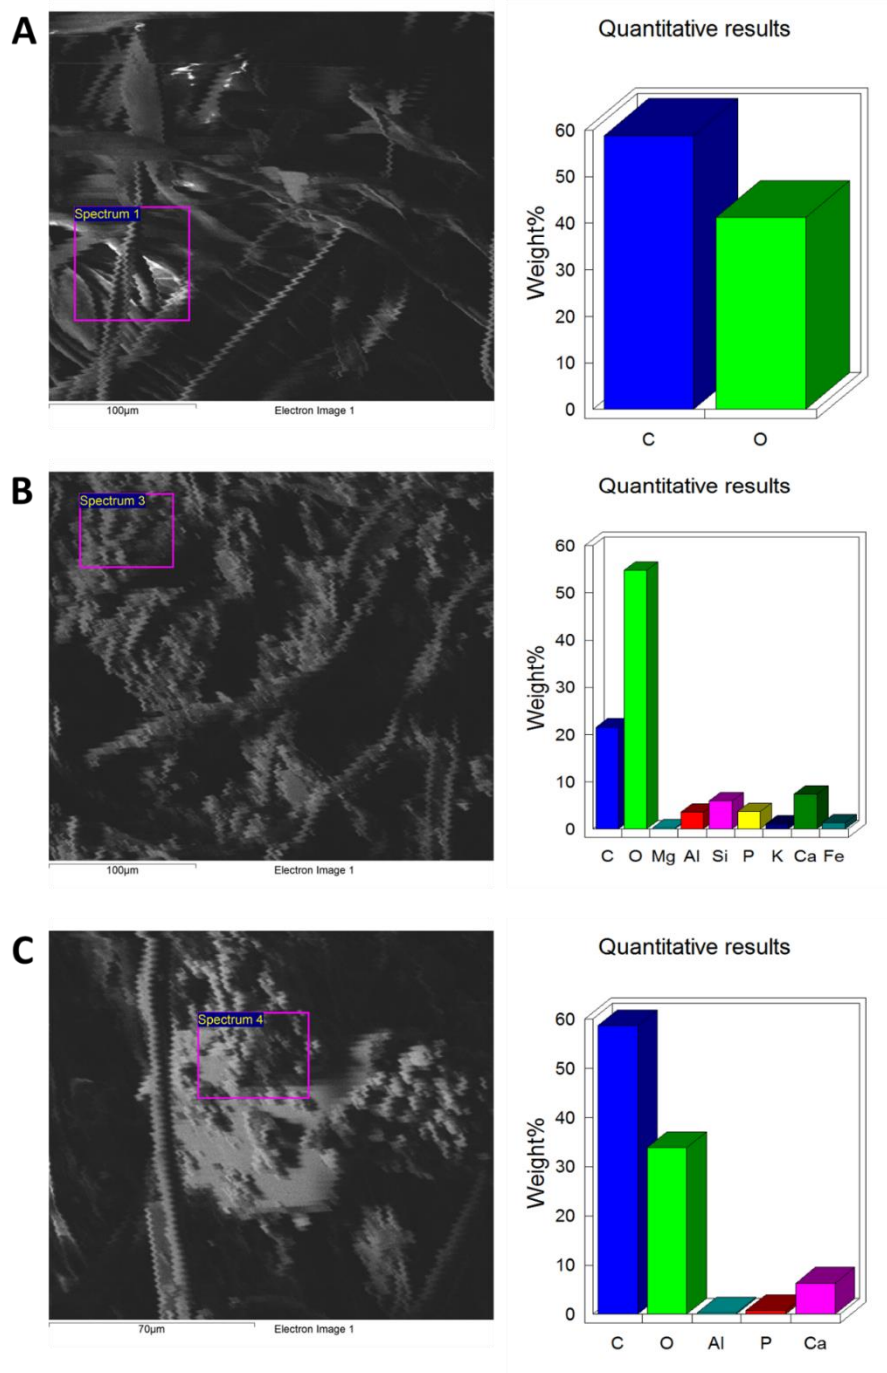 A
Spectrum 1
100µm
Electron Image 1
Quantitative results
Weight%
60
50
40
30
20
10
0
C O
B
Spectrum 3
100µm
Electron Image 1
Quantitative results
Weight%
60
50
40
30
20
10
0
C O Mg Al Si P K Ca Fe
C
Spectrum 4
70µm
Electron Image 1
Quantitative results
Weight%
60
50
40
30
20
10
0
C O Al P Ca